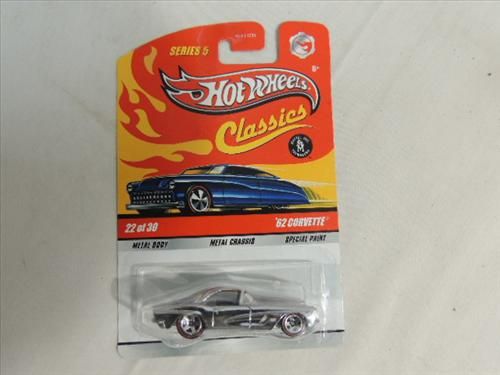 SERIES 5
HOT WHEELS
Classics
22 of 30
'62 CORVETTE
METAL BODY METAL CHASSIS SPECIAL PAINT